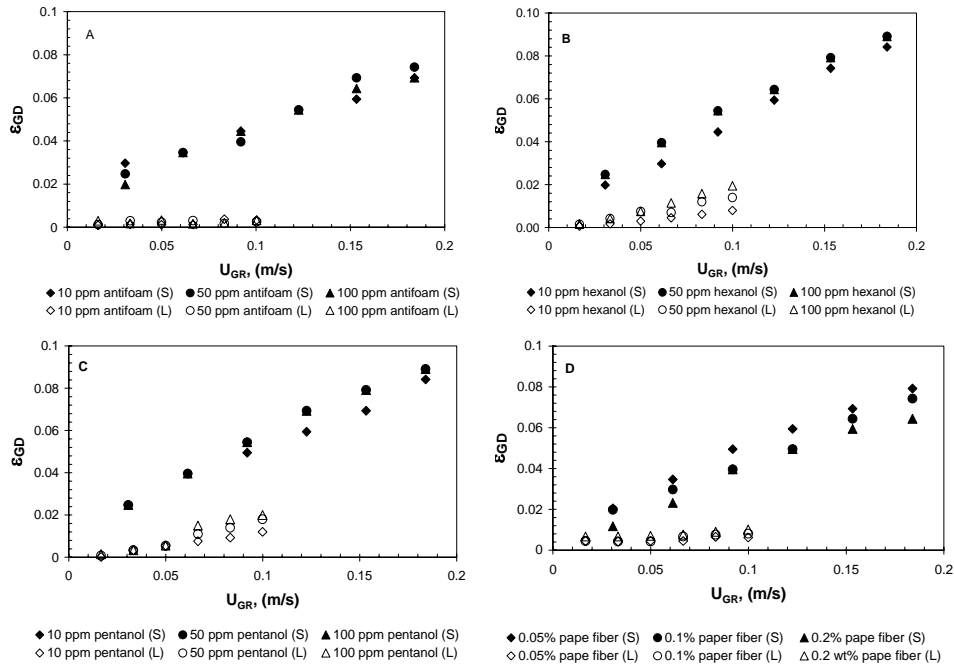 A
0.1
0.08
0.06
0.04
0.02
0
εGD
0
0.05
0.1
0.15
0.2
UGR, (m/s)
10 ppm antifoam (S)
50 ppm antifoam (S)
100 ppm antifoam (S)
10 ppm antifoam (L)
50 ppm antifoam (L)
100 ppm antifoam (L)
B
0.10
0.08
0.06
0.04
0.02
0.00
εGD
0
0.05
0.1
0.15
0.2
UGR, (m/s)
10 ppm hexanol (S)
50 ppm hexanol (S)
100 ppm hexanol (S)
10 ppm hexanol (L)
50 ppm hexanol (L)
100 ppm hexanol (L)
C
0.1
0.08
0.06
0.04
0.02
0
εGD
0
0.05
0.1
0.15
0.2
UGR, (m/s)
10 ppm pentanol (S)
50 ppm pentanol (S)
100 ppm pentanol (S)
10 ppm pentanol (L)
50 ppm pentanol (L)
100 ppm pentanol (L)
D
0.1
0.08
0.06
0.04
0.02
0
εGD
0
0.05
0.1
0.15
0.2
UGR, (m/s)
0.05% pape fiber (S)
0.1% paper fiber (S)
0.2% pape fiber (S)
0.05% pape fiber (L)
0.1% paper fiber (L)
0.2 wt% pape fiber (L)